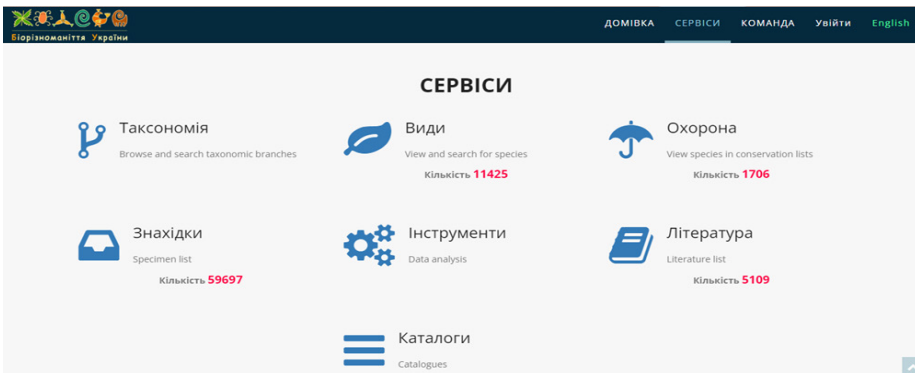 Біорізноманіття України
ДОМІВКА СЕРВІСИ КОМАНДА Увійти English
СЕРВІСИ
Таксономія
Browse and search taxonomic branches
Види
View and search for species
Кількість 11425
Охорона
View species in conservation lists
Кількість 1706
Знахідки
Specimen list
Кількість 59697
Інструменти
Data analysis
Література
Literature list
Кількість 5109
Каталоги
Catalogues